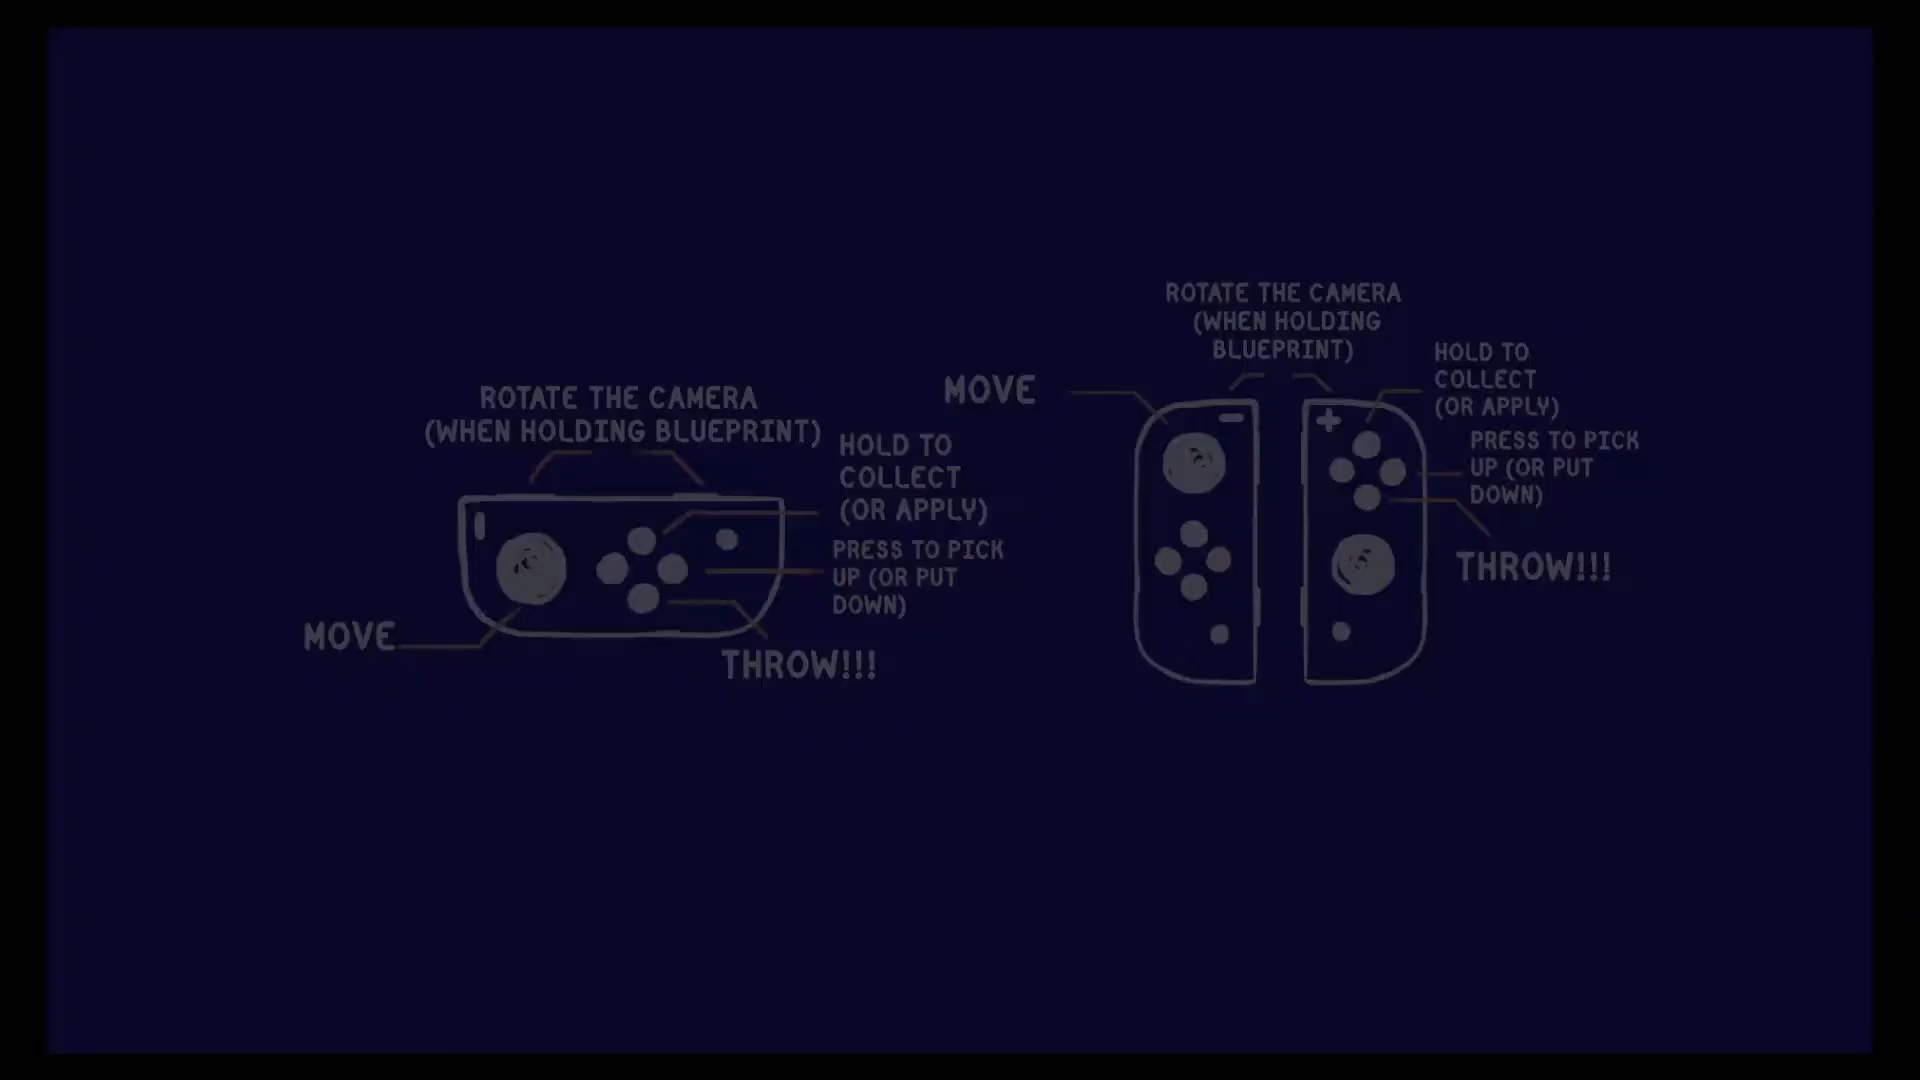 ROTATE THE CAMERA
(WHEN HOLDING BLUEPRINT)
HOLD TO
COLLECT
(OR APPLY)
PRESS TO PICK
UP (OR PUT
DOWN)
MOVE
THROW!!!
ROTATE THE CAMERA
(WHEN HOLDING
BLUEPRINT)
MOVE
HOLD TO
COLLECT
(OR APPLY)
PRESS TO PICK
UP (OR PUT
DOWN)
THROW!!!